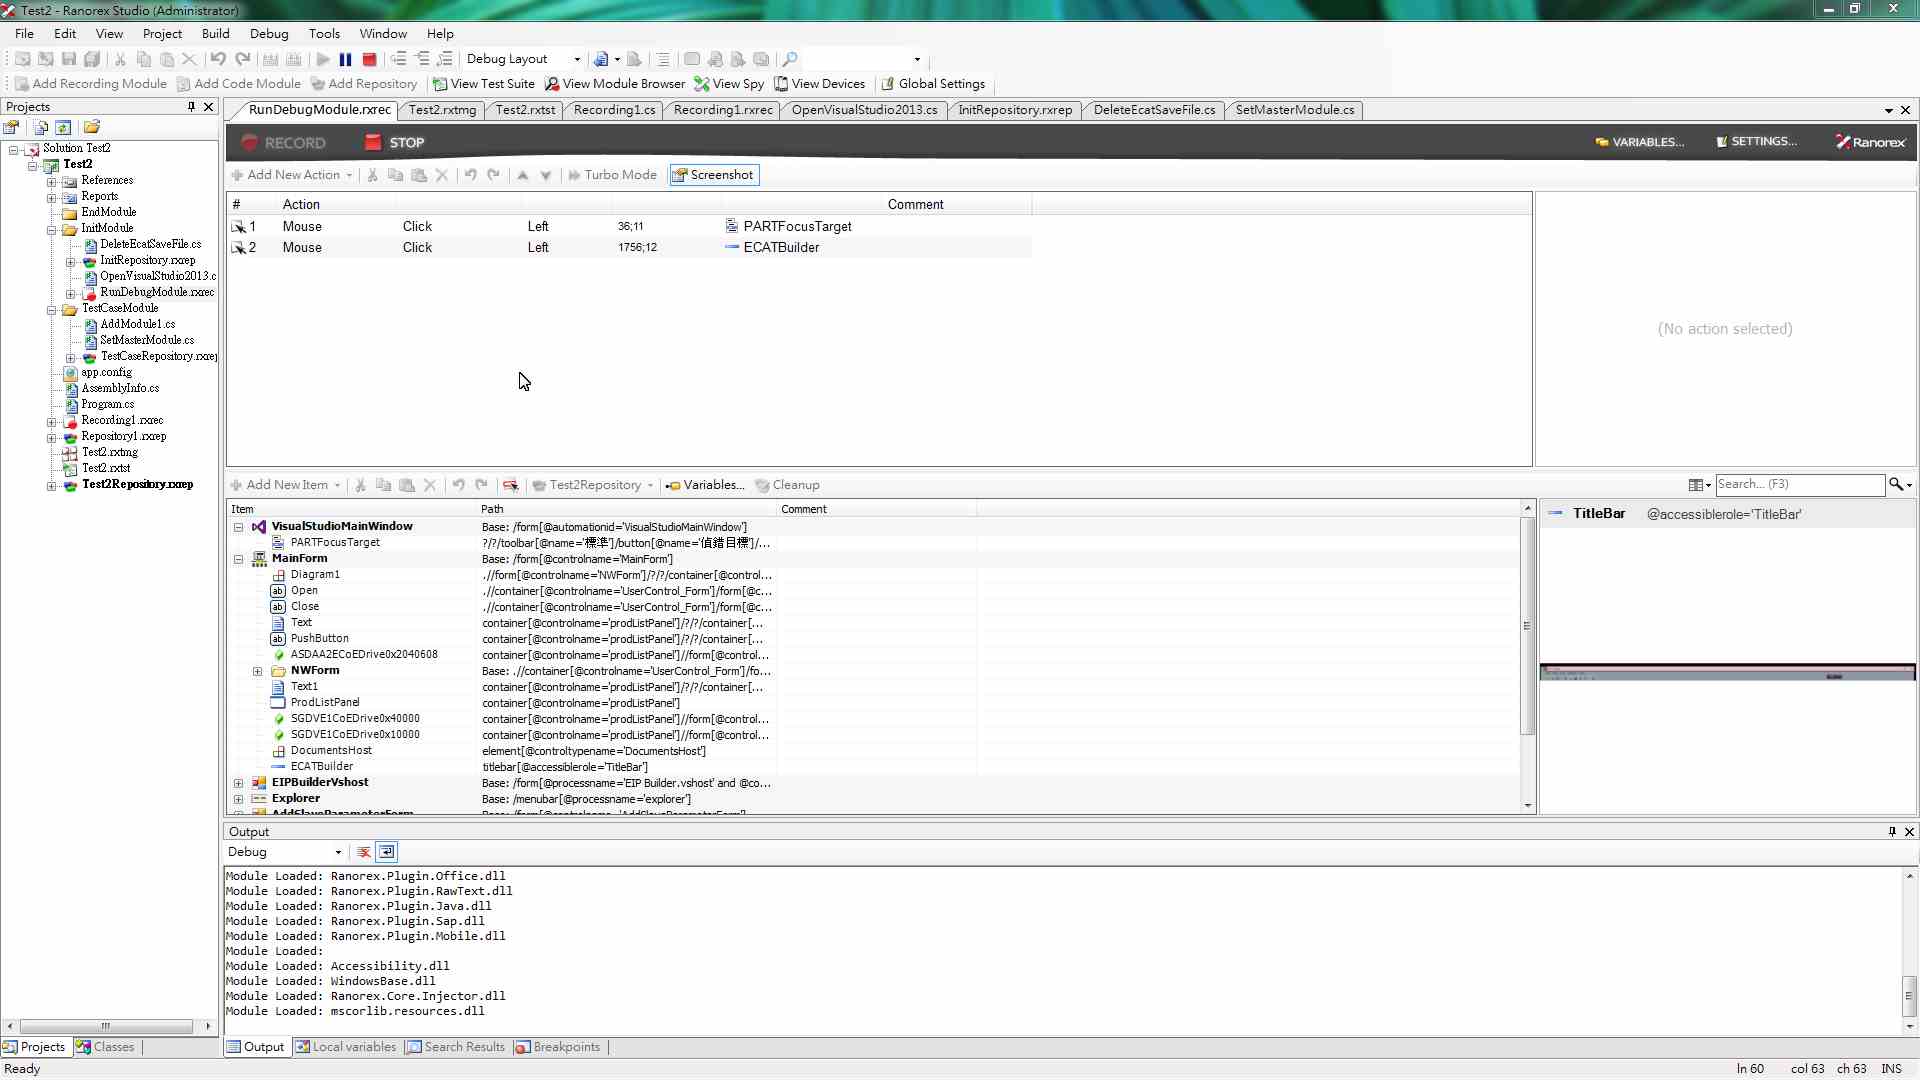 Test2 - Ranorex Studio (Administrator)
File Edit View Project Build Debug Tools Window Help
Debug Layout
Add Recording Module Add Code Module Add Repository View Test Suite View Module Browser View Spy View Devices Global Settings
Projects
RunDebugModule.rxrec Test2.rxtmg Test2.rxtst Recording1.cs Recording1.rxrec OpenVisualStudio2013.cs InitRepository.rxrep DeleteEcatSaveFile.cs SetMasterModule.cs
Solution Test2
Test2
References
Reports
EndModule
InitModule
DeleteEcatSaveFile.cs
InitRepository.rxrep
OpenVisualStudio2013.c
RunDebugModule.rxrec
TestCaseModule
AddModule1.cs
SetMasterModule.cs
TestCaseRepository.rxrep
app.config
AssemblyInfo.cs
Program.cs
Recording1.rxrec
Repository1.rxrep
Test2.rxtmg
Test2.rxtst
Test2Repository.rxrep
Projects Classes
RECORD STOP VARIABLES... SETTINGS... Ranorex
Add New Action Turbo Mode Screenshot
# Action Comment
1 Mouse Click Left 36;11 PARTFocusTarget
2 Mouse Click Left 1756;12 ECATBuilder
(No action selected)
Add New Item Test2Repository Variables... Cleanup Search... (F3)
Item Path Comment
VisualStudioMainWindow Base: /form[@automationid='VisualStudioMainWindow']
PARTFocusTarget ?/?/toolbar[@name='標準']/button[@name='偵錯目標']/...
MainForm Base: /form[@controlname='MainForm']
Diagram1 .//form[@controlname='NWForm']/?/?/container[@control...
Open .//container[@controlname='UserControl_Form']/form[@c...
Close .//container[@controlname='UserControl_Form']/form[@c...
Text container[@controlname='prodListPanel']/?/?/container[...
PushButton container[@controlname='prodListPanel']/?/?/container[...
ASDAA2ECoEDrive0x2040608 container[@controlname='prodListPanel']//form[@control...
NWForm Base: .//container[@controlname='UserControl_Form']/fo...
Text1 container[@controlname='prodListPanel']/?/?/container[...
ProdListPanel container[@controlname='prodListPanel']
SGDVE1CoEDrive0x40000 container[@controlname='prodListPanel']//form[@control...
SGDVE1CoEDrive0x10000 container[@controlname='prodListPanel']//form[@control...
DocumentsHost element[@controltypename='DocumentsHost']
ECATBuilder titlebar[@accessiblerole='TitleBar']
EIPBuilderVshost Base: /form[@processname='EIP Builder.vshost' and @co...
Explorer Base: /menubar[@processname='explorer']
AddSlaveParameterForm Base: /form[@controlname='AddSlaveParameterForm']
TitleBar @accessiblerole='TitleBar'
Output
Debug
Module Loaded: Ranorex.Plugin.Office.dll
Module Loaded: Ranorex.Plugin.RawText.dll
Module Loaded: Ranorex.Plugin.Java.dll
Module Loaded: Ranorex.Plugin.Sap.dll
Module Loaded: Ranorex.Plugin.Mobile.dll
Module Loaded:
Module Loaded: Accessibility.dll
Module Loaded: WindowsBase.dll
Module Loaded: Ranorex.Core.Injector.dll
Module Loaded: mscorlib.resources.dll
Output Local variables Search Results Breakpoints
Ready ln 60 col 63 ch 63 INS